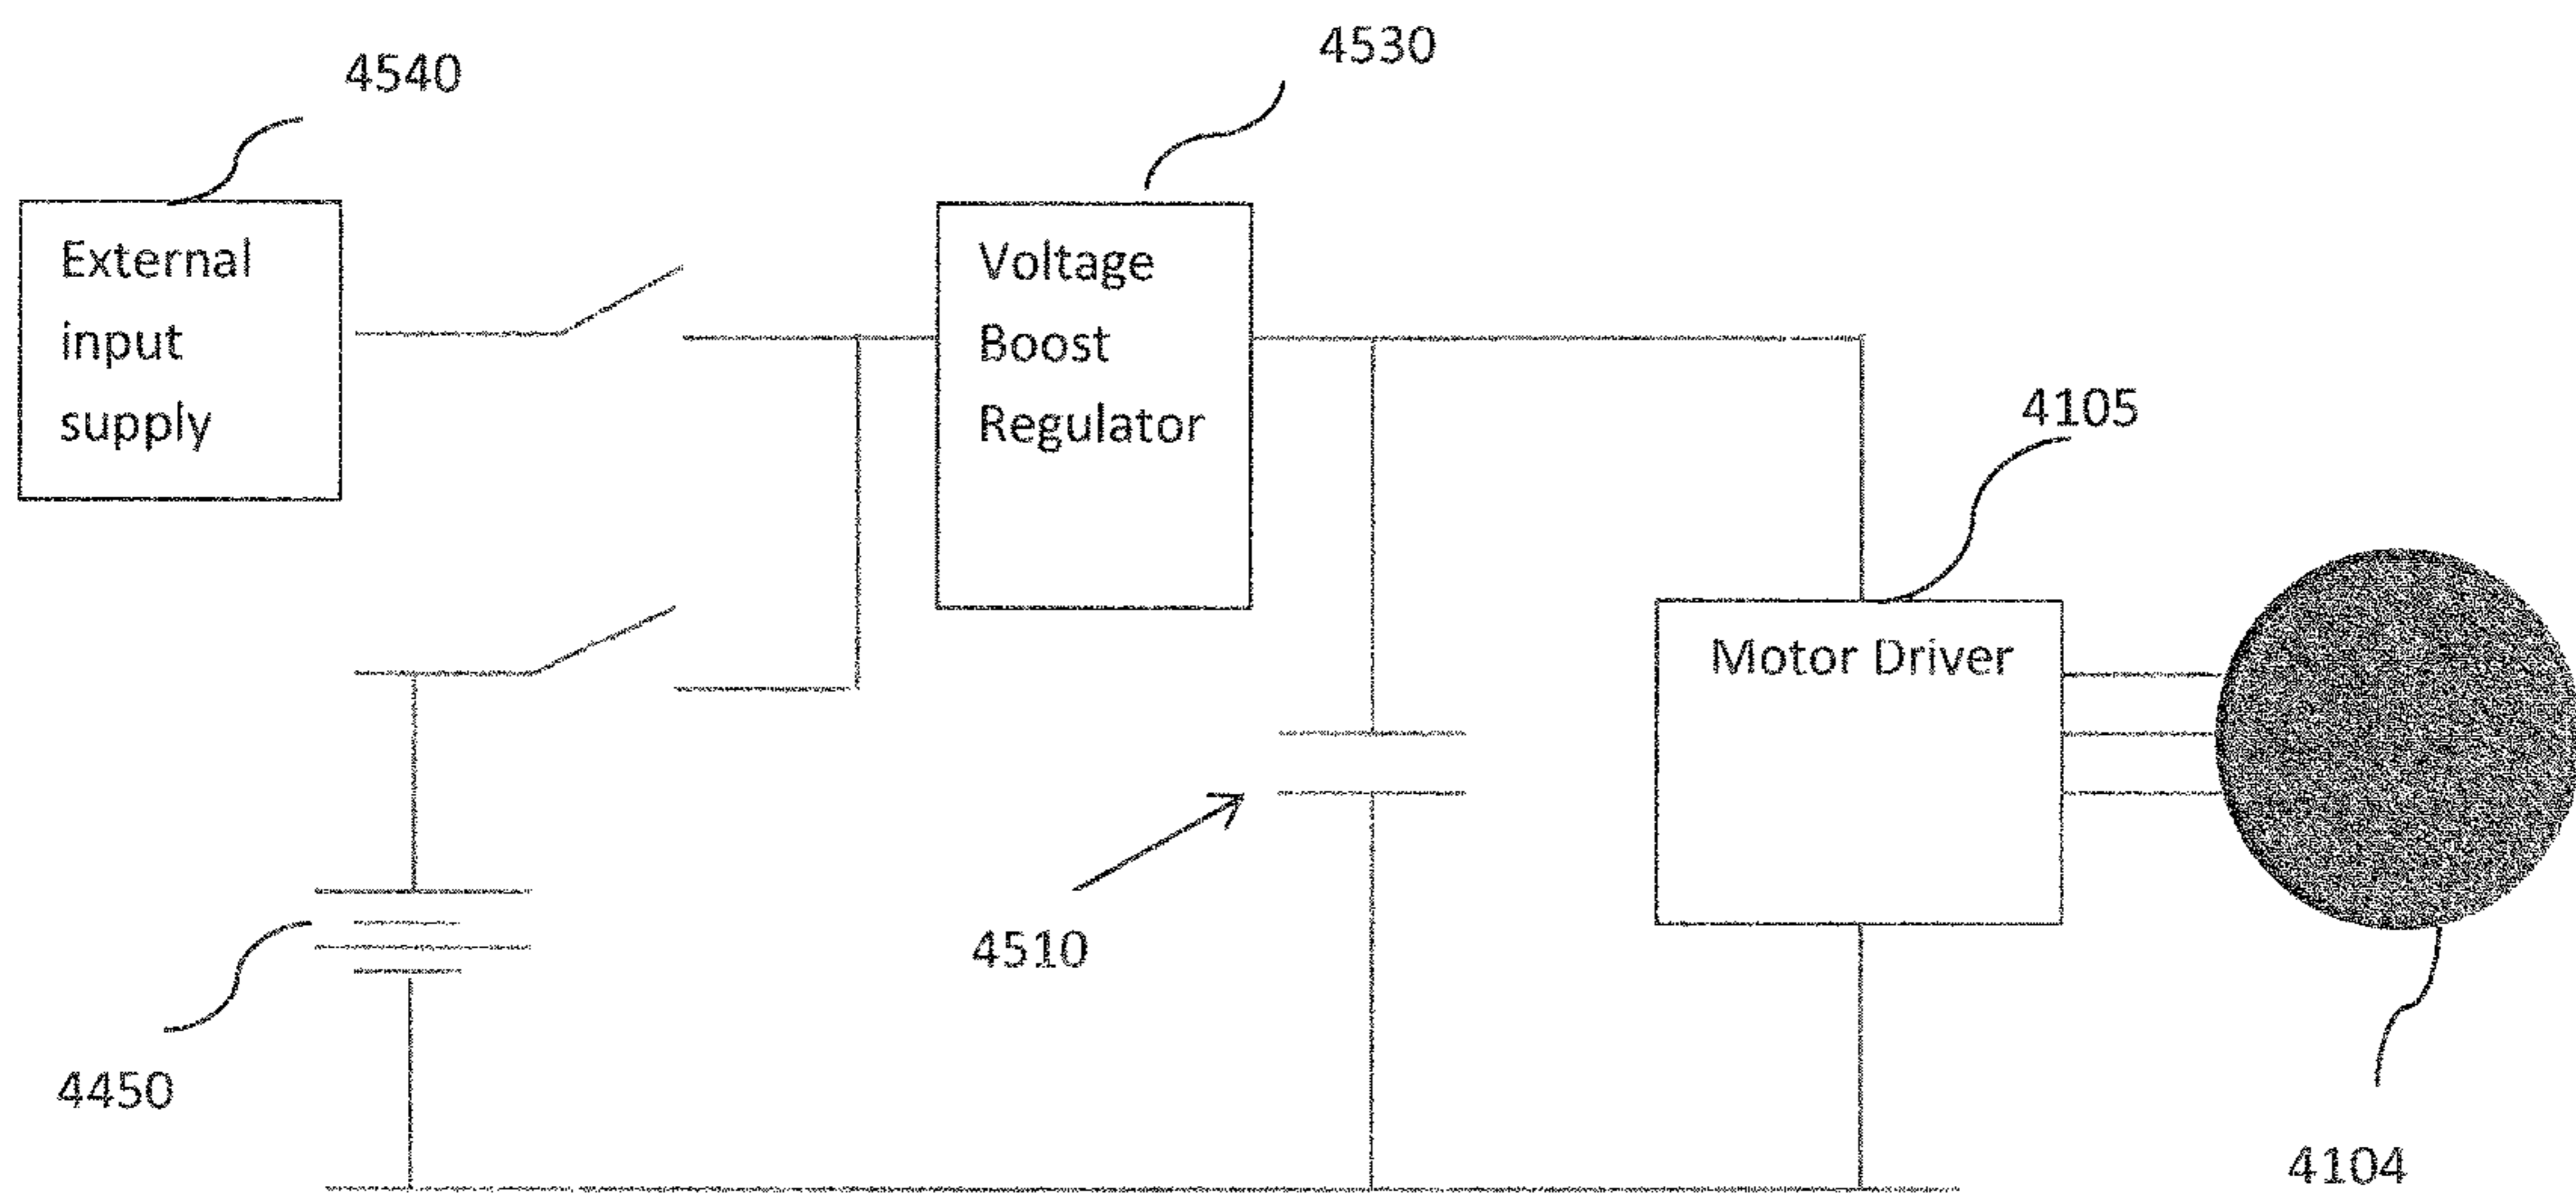 4540
4530
External
input
supply
Voltage
Boost
Regulator
4105
Motor Driver
4510
4450
4104